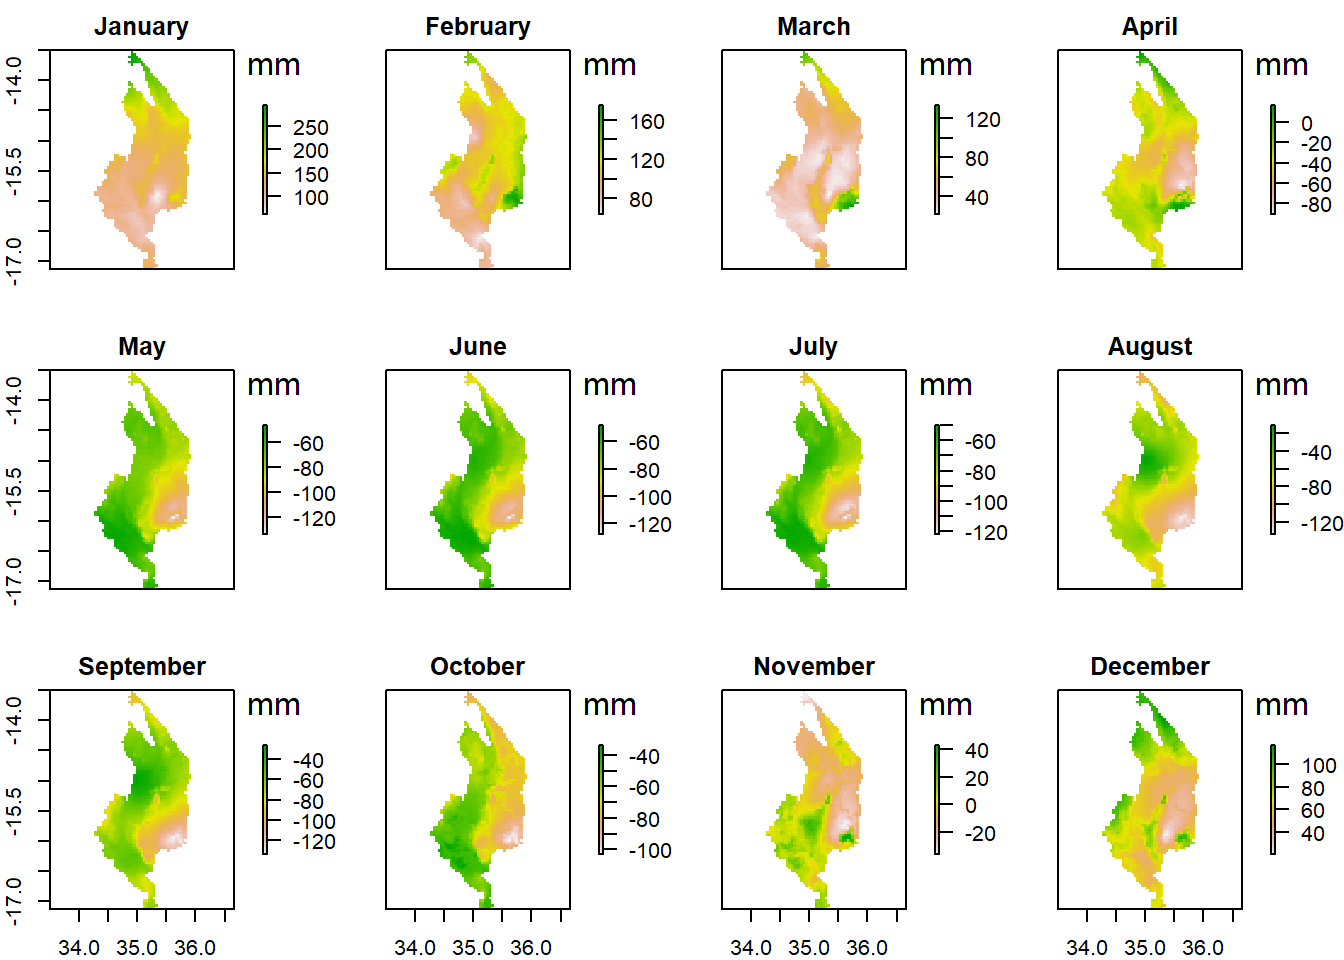 January
February
March
April
mm
mm
mm
mm
-14.0
-15.5
-17.0
250
200
150
100
160
120
80
120
80
40
0
-20
-40
-60
-80
May
June
July
August
mm
mm
mm
mm
-14.0
-15.5
-17.0
-60
-80
-100
-120
-60
-80
-100
-120
-60
-80
-100
-120
-40
-80
-120
September
October
November
December
mm
mm
mm
mm
-14.0
-15.5
-17.0
-40
-60
-80
-100
-120
-40
-60
-80
-100
40
20
0
-20
100
80
60
40
34.0 35.0 36.0
34.0 35.0 36.0
34.0 35.0 36.0
34.0 35.0 36.0